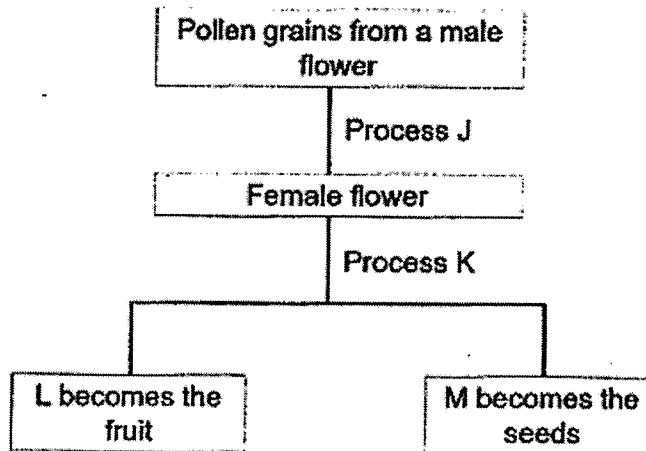 Pollen grains from a male
flower
Process J
Female flower
Process K
L becomes the
fruit
M becomes the
seeds